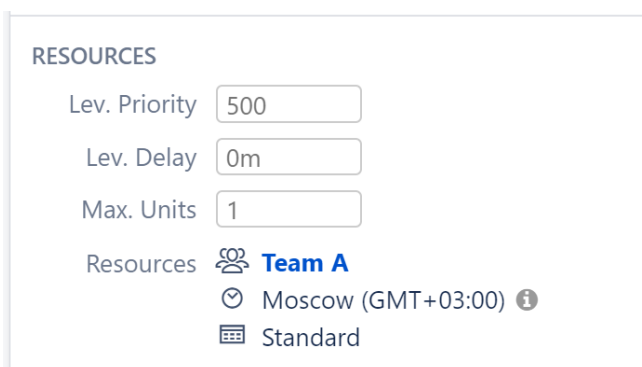 RESOURCES
Lev. Priority 500
Lev. Delay 0m
Max. Units 1
Resources Team A
Moscow (GMT+03:00)
Standard